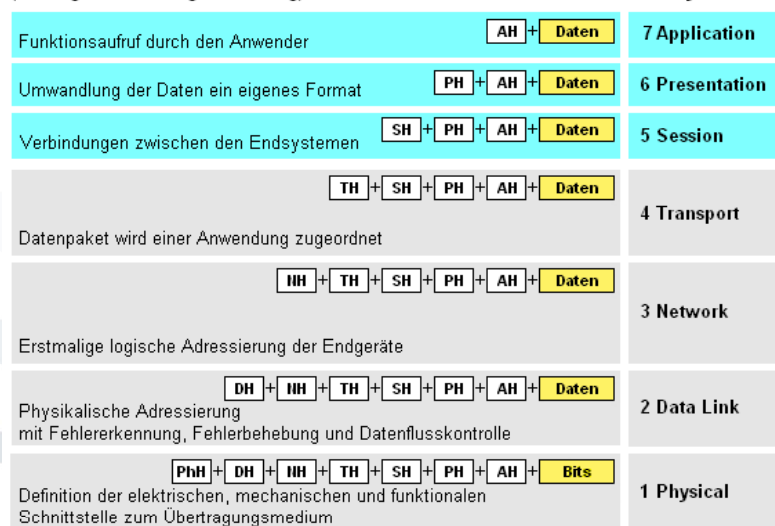 AH + Daten
Funktionsaufruf durch den Anwender
7 Application
PH + AH + Daten
Umwandlung der Daten ein eigenes Format
6 Presentation
SH + PH + AH + Daten
Verbindungen zwischen den Endsystemen
5 Session
TH + SH + PH + AH + Daten
Datenpaket wird einer Anwendung zugeordnet
4 Transport
NH + TH + SH + PH + AH + Daten
Erstmalige logische Adressierung der Endgeräte
3 Network
DH + NH + TH + SH + PH + AH + Daten
Physikalische Adressierung
mit Fehlererkennung, Fehlerbehebung und Datenflusskontrolle
2 Data Link
PhH + DH + NH + TH + SH + PH + AH + Bits
Definition der elektrischen, mechanischen und funktionalen
Schnittstelle zum Übertragungsmedium
1 Physical